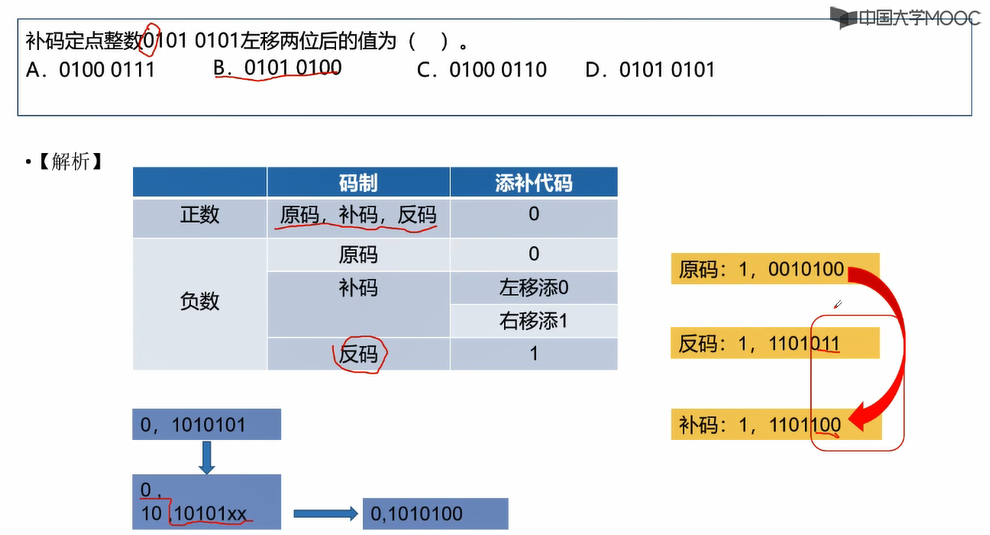 中国大学MOOC
补码定点整数0101 0101左移两位后的值为（ ）。
A. 0100 0111 B. 0101 0100 C. 0100 0110 D. 0101 0101
•【解析】
码制 添补代码
正数 原码，补码，反码 0
负数 原码 0
补码 左移添0
右移添1
反码 1
原码：1，0010100
反码：1，1101011
补码：1，1101100
0，1010101
0，
10，10101xx
0,1010100